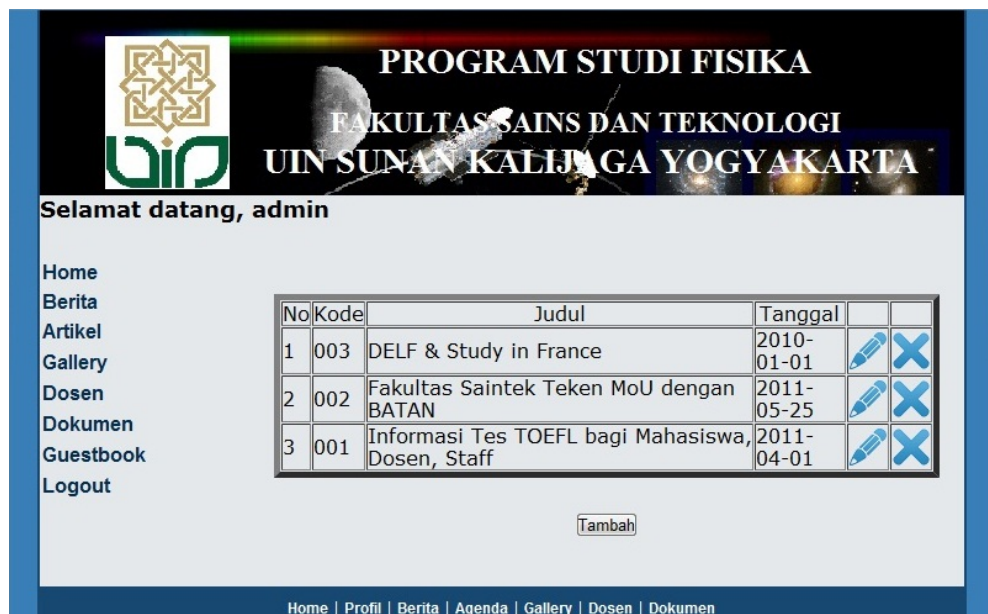 PROGRAM STUDI FISIKA
FAKULTAS SAINS DAN TEKNOLOGI
UIN SUNAN KALIJAGA YOGYAKARTA
Selamat datang, admin
Home
Berita
Artikel
Gallery
Dosen
Dokumen
Guestbook
Logout
No Kode Judul Tanggal
1 003 DELF & Study in France 2010-
01-01
2 002 Fakultas Saintek Teken MoU dengan 2011-
BATAN 05-25
3 001 Informasi Tes TOEFL bagi Mahasiswa, 2011-
Dosen, Staff 04-01
Tambah
Home | Profil | Berita | Agenda | Gallery | Dosen | Dokumen